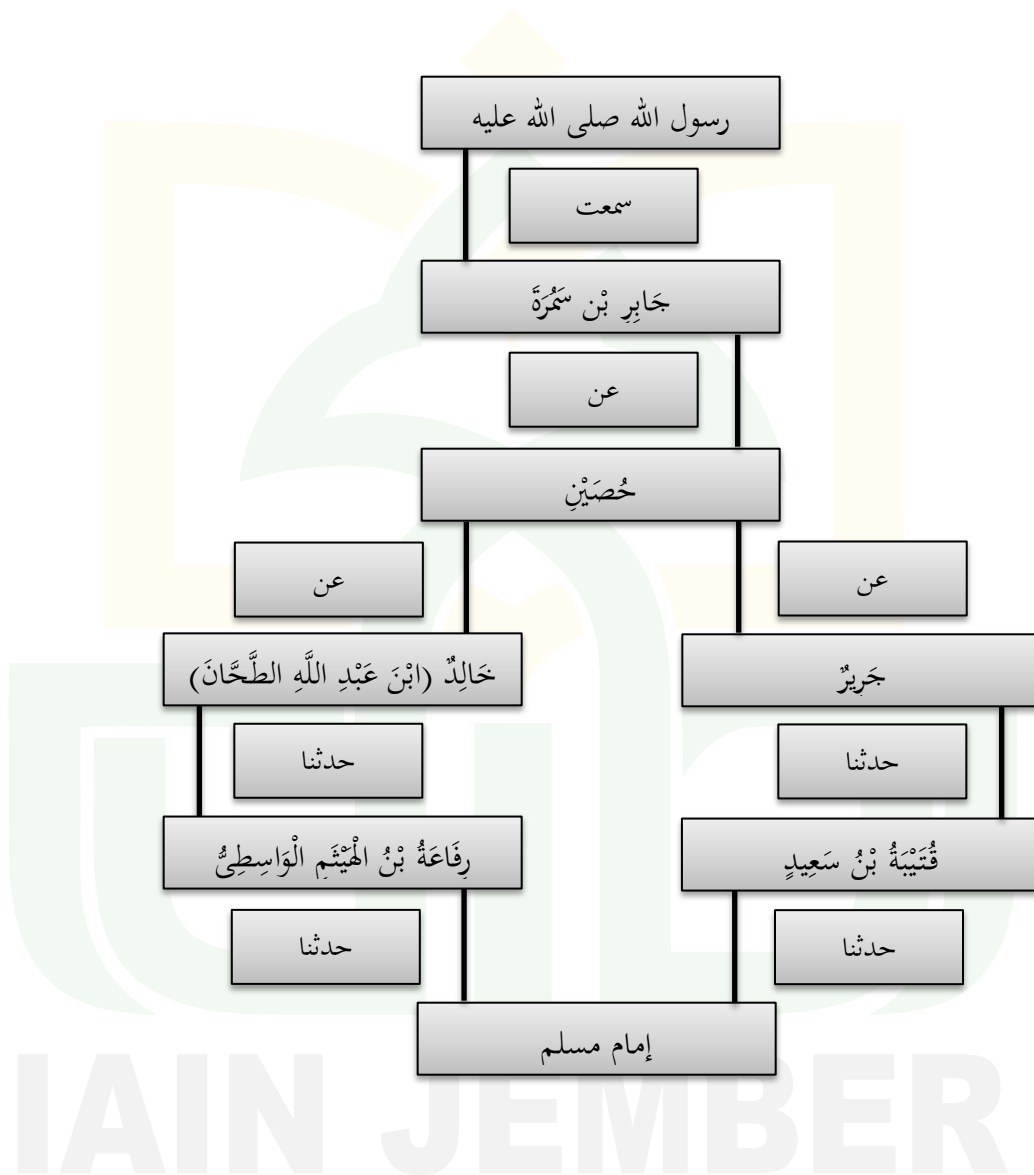 رسول الله صلى الله عليه
سمعت
جَابِرِ بْن سَمُرَةَ
عن
حُصَيْنِ
عن
عن
جَرِيرٌ
خَالِدٌ (ابْنَ عَبْدِ اللَّهِ الطَّحَّانَ)
حدثنا
حدثنا
قُتَيْبَةُ بْنُ سَعِيدٍ
رِفَاعَةُ بْنُ الْهَيْثَمِ الْوَاسِطِىُّ
حدثنا
حدثنا
إمام مسلم
IAIN JEMBER